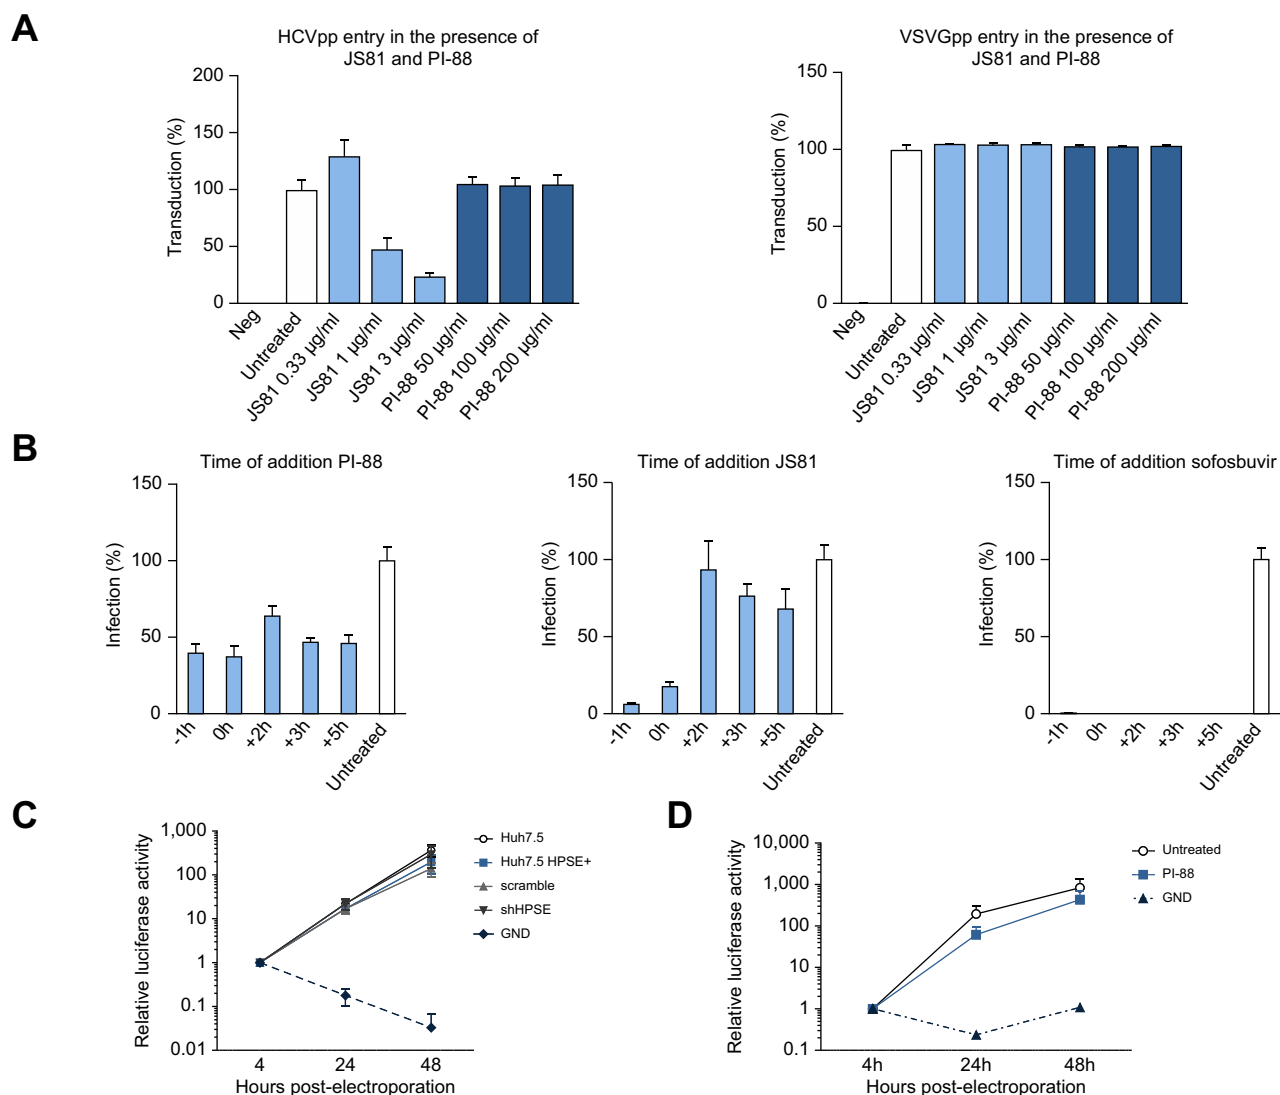 A
HCVpp entry in the presence of
JS81 and PI-88
Transduction (%)
200
150
100
50
0
Neg
Untreated
JS81 0.33 μg/ml
JS81 1 μg/ml
JS81 3 μg/ml
PI-88 50 μg/ml
PI-88 100 μg/ml
PI-88 200 μg/ml
VSVGpp entry in the presence of
JS81 and PI-88
Transduction (%)
150
100
50
0
Neg
Untreated
JS81 0.33 μg/ml
JS81 1 μg/ml
JS81 3 μg/ml
PI-88 50 μg/ml
PI-88 100 μg/ml
PI-88 200 μg/ml
B
Time of addition PI-88
Infection (%)
150
100
50
0
-1h
0h
+2h
+3h
+5h
Untreated
Time of addition JS81
Infection (%)
150
100
50
0
-1h
0h
+2h
+3h
+5h
Untreated
Time of addition sofosbuvir
Infection (%)
150
100
50
0
-1h
0h
+2h
+3h
+5h
Untreated
C
Relative luciferase activity
1,000
100
10
1
0.1
0.01
4
24
48
Hours post-electroporation
Huh7.5
Huh7.5 HPSE+
scramble
shHPSE
GND
D
Relative luciferase activity
10,000
1,000
100
10
1
0.1
4h
24h
48h
Hours post-electroporation
Untreated
PI-88
GND